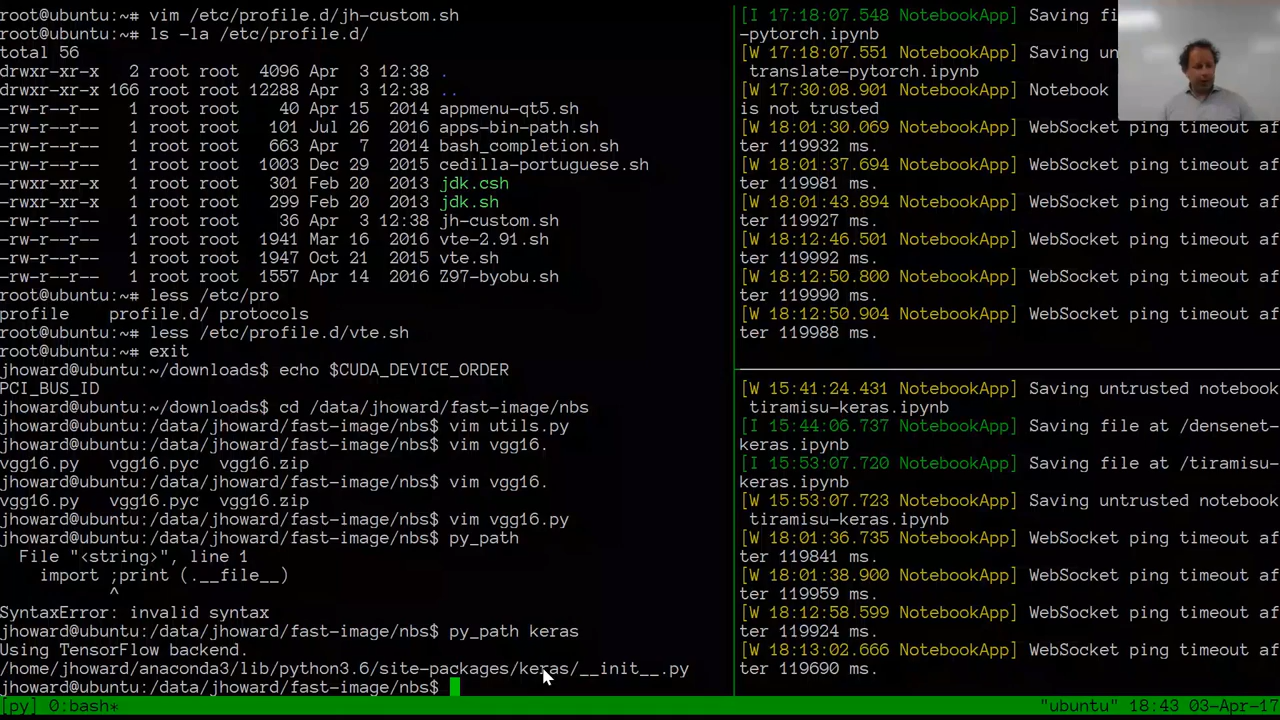 root@ubuntu:~# vim /etc/profile.d/jh-custom.sh
root@ubuntu:~# ls -la /etc/profile.d/
total 56
drwxr-xr-x 2 root root 4096 Apr 3 12:38 .
drwxr-xr-x 166 root root 12288 Apr 3 12:38 ..
-rw-r--r-- 1 root root 40 Apr 15 2014 appmenu-qt5.sh
-rw-r--r-- 1 root root 101 Jul 26 2016 apps-bin-path.sh
-rw-r--r-- 1 root root 663 Apr 7 2014 bash_completion.sh
-rw-r--r-- 1 root root 1003 Dec 29 2015 cedilla-portuguese.sh
-rwxr-xr-x 1 root root 301 Feb 20 2013 jdk.csh
-rwxr-xr-x 1 root root 299 Feb 20 2013 jdk.sh
-rw-r--r-- 1 root root 36 Apr 3 12:38 jh-custom.sh
-rw-r--r-- 1 root root 1941 Mar 16 2016 vte-2.91.sh
-rw-r--r-- 1 root root 1947 Oct 21 2015 vte.sh
-rw-r--r-- 1 root root 1557 Apr 14 2016 Z97-byobu.sh
root@ubuntu:~# less /etc/pro
profile profile.d/ protocols
root@ubuntu:~# less /etc/profile.d/vte.sh
root@ubuntu:~# exit
jhoward@ubuntu:~/downloads$ echo $CUDA_DEVICE_ORDER
PCI_BUS_ID
jhoward@ubuntu:~/downloads$ cd /data/jhoward/fast-image/nbs
jhoward@ubuntu:/data/jhoward/fast-image/nbs$ vim utils.py
jhoward@ubuntu:/data/jhoward/fast-image/nbs$ vim vgg16.
vgg16.py vgg16.pyc vgg16.zip
jhoward@ubuntu:/data/jhoward/fast-image/nbs$ vim vgg16.
vgg16.py vgg16.pyc vgg16.zip
jhoward@ubuntu:/data/jhoward/fast-image/nbs$ vim vgg16.py
jhoward@ubuntu:/data/jhoward/fast-image/nbs$ py_path
File "<string>", line 1
import ;print (.__file__)
^
SyntaxError: invalid syntax
jhoward@ubuntu:/data/jhoward/fast-image/nbs$ py_path keras
Using TensorFlow backend.
/home/jhoward/anaconda3/lib/python3.6/site-packages/keras/__init__.py
jhoward@ubuntu:/data/jhoward/fast-image/nbs$
[I 17:18:07.548 NotebookApp] Saving fi
-pytorch.ipynb
[W 17:18:07.551 NotebookApp] Saving un
translate-pytorch.ipynb
[W 17:30:08.901 NotebookApp] Notebook
is not trusted
[W 18:01:30.069 NotebookApp] WebSocket ping timeout af
ter 119932 ms.
[W 18:01:37.694 NotebookApp] WebSocket ping timeout af
ter 119981 ms.
[W 18:01:43.894 NotebookApp] WebSocket ping timeout af
ter 119927 ms.
[W 18:12:46.501 NotebookApp] WebSocket ping timeout af
ter 119992 ms.
[W 18:12:50.800 NotebookApp] WebSocket ping timeout af
ter 119990 ms.
[W 18:12:50.904 NotebookApp] WebSocket ping timeout af
ter 119988 ms.
[W 15:41:24.431 NotebookApp] Saving untrusted notebook
tiramisu-keras.ipynb
[I 15:44:06.737 NotebookApp] Saving file at /densenet-
keras.ipynb
[I 15:53:07.720 NotebookApp] Saving file at /tiramisu-
keras.ipynb
[W 15:53:07.723 NotebookApp] Saving untrusted notebook
tiramisu-keras.ipynb
[W 18:01:36.735 NotebookApp] WebSocket ping timeout af
ter 119841 ms.
[W 18:01:38.900 NotebookApp] WebSocket ping timeout af
ter 119959 ms.
[W 18:12:58.599 NotebookApp] WebSocket ping timeout af
ter 119924 ms.
[W 18:13:02.666 NotebookApp] WebSocket ping timeout af
ter 119690 ms.
[py] 0:bash* "ubuntu" 18:43 03-Apr-17